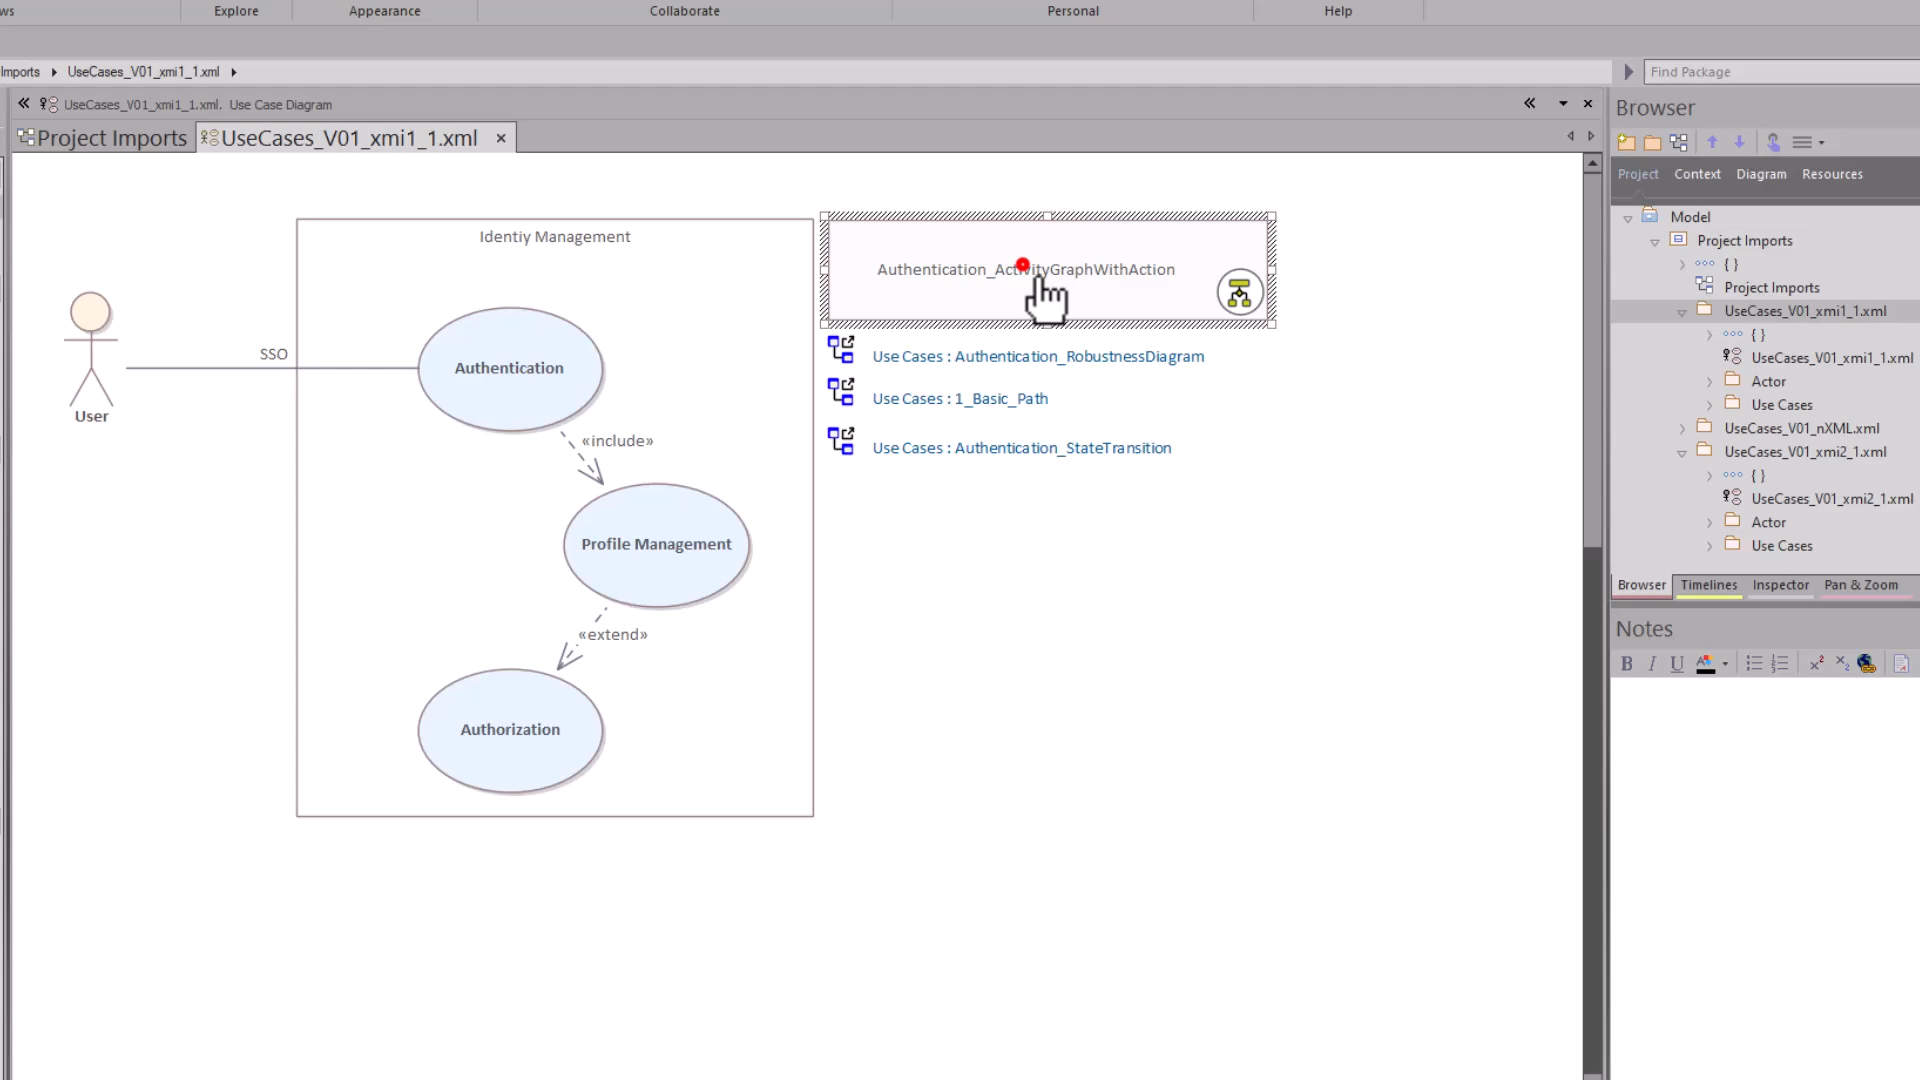 ws
Explore
Appearance
Collaborate
Personal
Help
Imports
UseCases_V01_xmi1_1.xml
Find Package
UseCases_V01_xmi1_1.xml. Use Case Diagram
Project Imports
UseCases_V01_xmi1_1.xml
Identiy Management
SSO
User
Authentication
«include»
Profile Management
«extend»
Authorization
Authentication_ActivityGraphWithAction
Use Cases : Authentication_RobustnessDiagram
Use Cases : 1_Basic_Path
Use Cases : Authentication_StateTransition
Browser
Project Context Diagram Resources
Model
Project Imports
{ }
Project Imports
UseCases_V01_xmi1_1.xml
{ }
UseCases_V01_xmi1_1.xml
Actor
Use Cases
UseCases_V01_nXML.xml
UseCases_V01_xmi2_1.xml
{ }
UseCases_V01_xmi2_1.xml
Actor
Use Cases
Browser Timelines Inspector Pan & Zoom
Notes
B I U A x² x₂